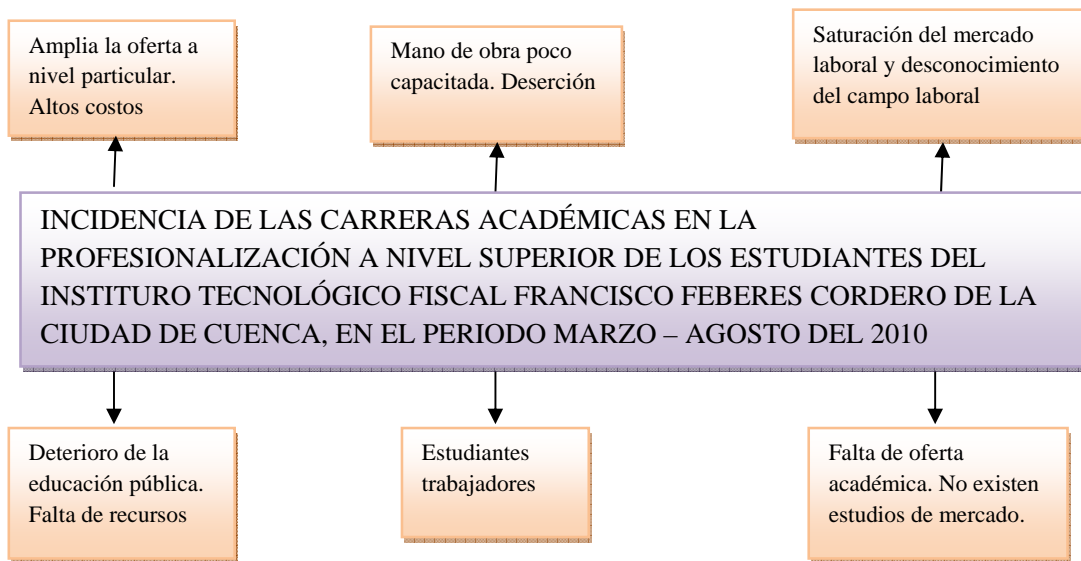 Amplia la oferta a
nivel particular.
Altos costos
Mano de obra poco
capacitada. Deserción
Saturación del mercado
laboral y desconocimiento
del campo laboral
INCIDENCIA DE LAS CARRERAS ACADÉMICAS EN LA
PROFESIONALIZACIÓN A NIVEL SUPERIOR DE LOS ESTUDIANTES DEL
INSTITURO TECNOLÓGICO FISCAL FRANCISCO FEBERES CORDERO DE LA
CIUDAD DE CUENCA, EN EL PERIODO MARZO – AGOSTO DEL 2010
Deterioro de la
educación pública.
Falta de recursos
Estudiantes
trabajadores
Falta de oferta
académica. No existen
estudios de mercado.